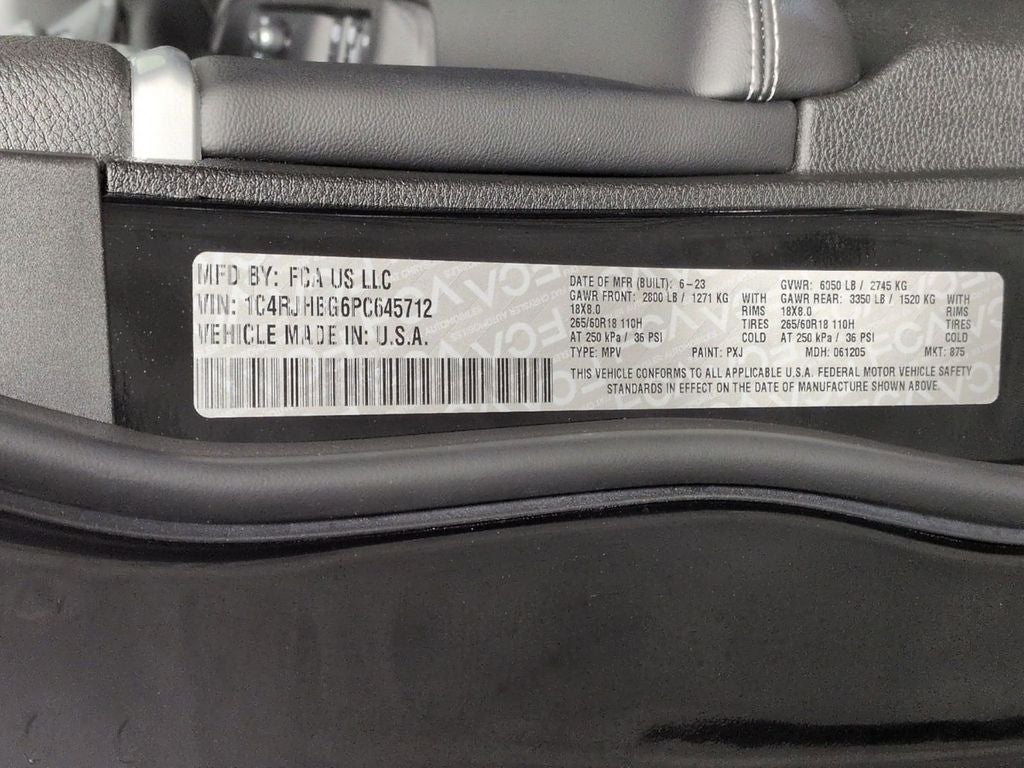 MFD BY: FCA US LLC
VIN: 1C4RJHBG6PC645712
VEHICLE MADE IN: U.S.A.
DATE OF MFR (BUILT): 6-23 GVWR: 6050 LB / 2745 KG
GAWR FRONT: 2800 LB / 1271 KG WITH GAWR REAR: 3350 LB / 1520 KG WITH
18X8.0 RIMS 18X8.0 RIMS
265/60R18 110H TIRES 265/60R18 110H TIRES
AT 250 kPa / 36 PSI COLD AT 250 kPa / 36 PSI COLD
TYPE: MPV PAINT: PXJ MDH: 061205 MKT: 875
THIS VEHICLE CONFORMS TO ALL APPLICABLE U.S.A. FEDERAL MOTOR VEHICLE SAFETY
STANDARDS IN EFFECT ON THE DATE OF MANUFACTURE SHOWN ABOVE.